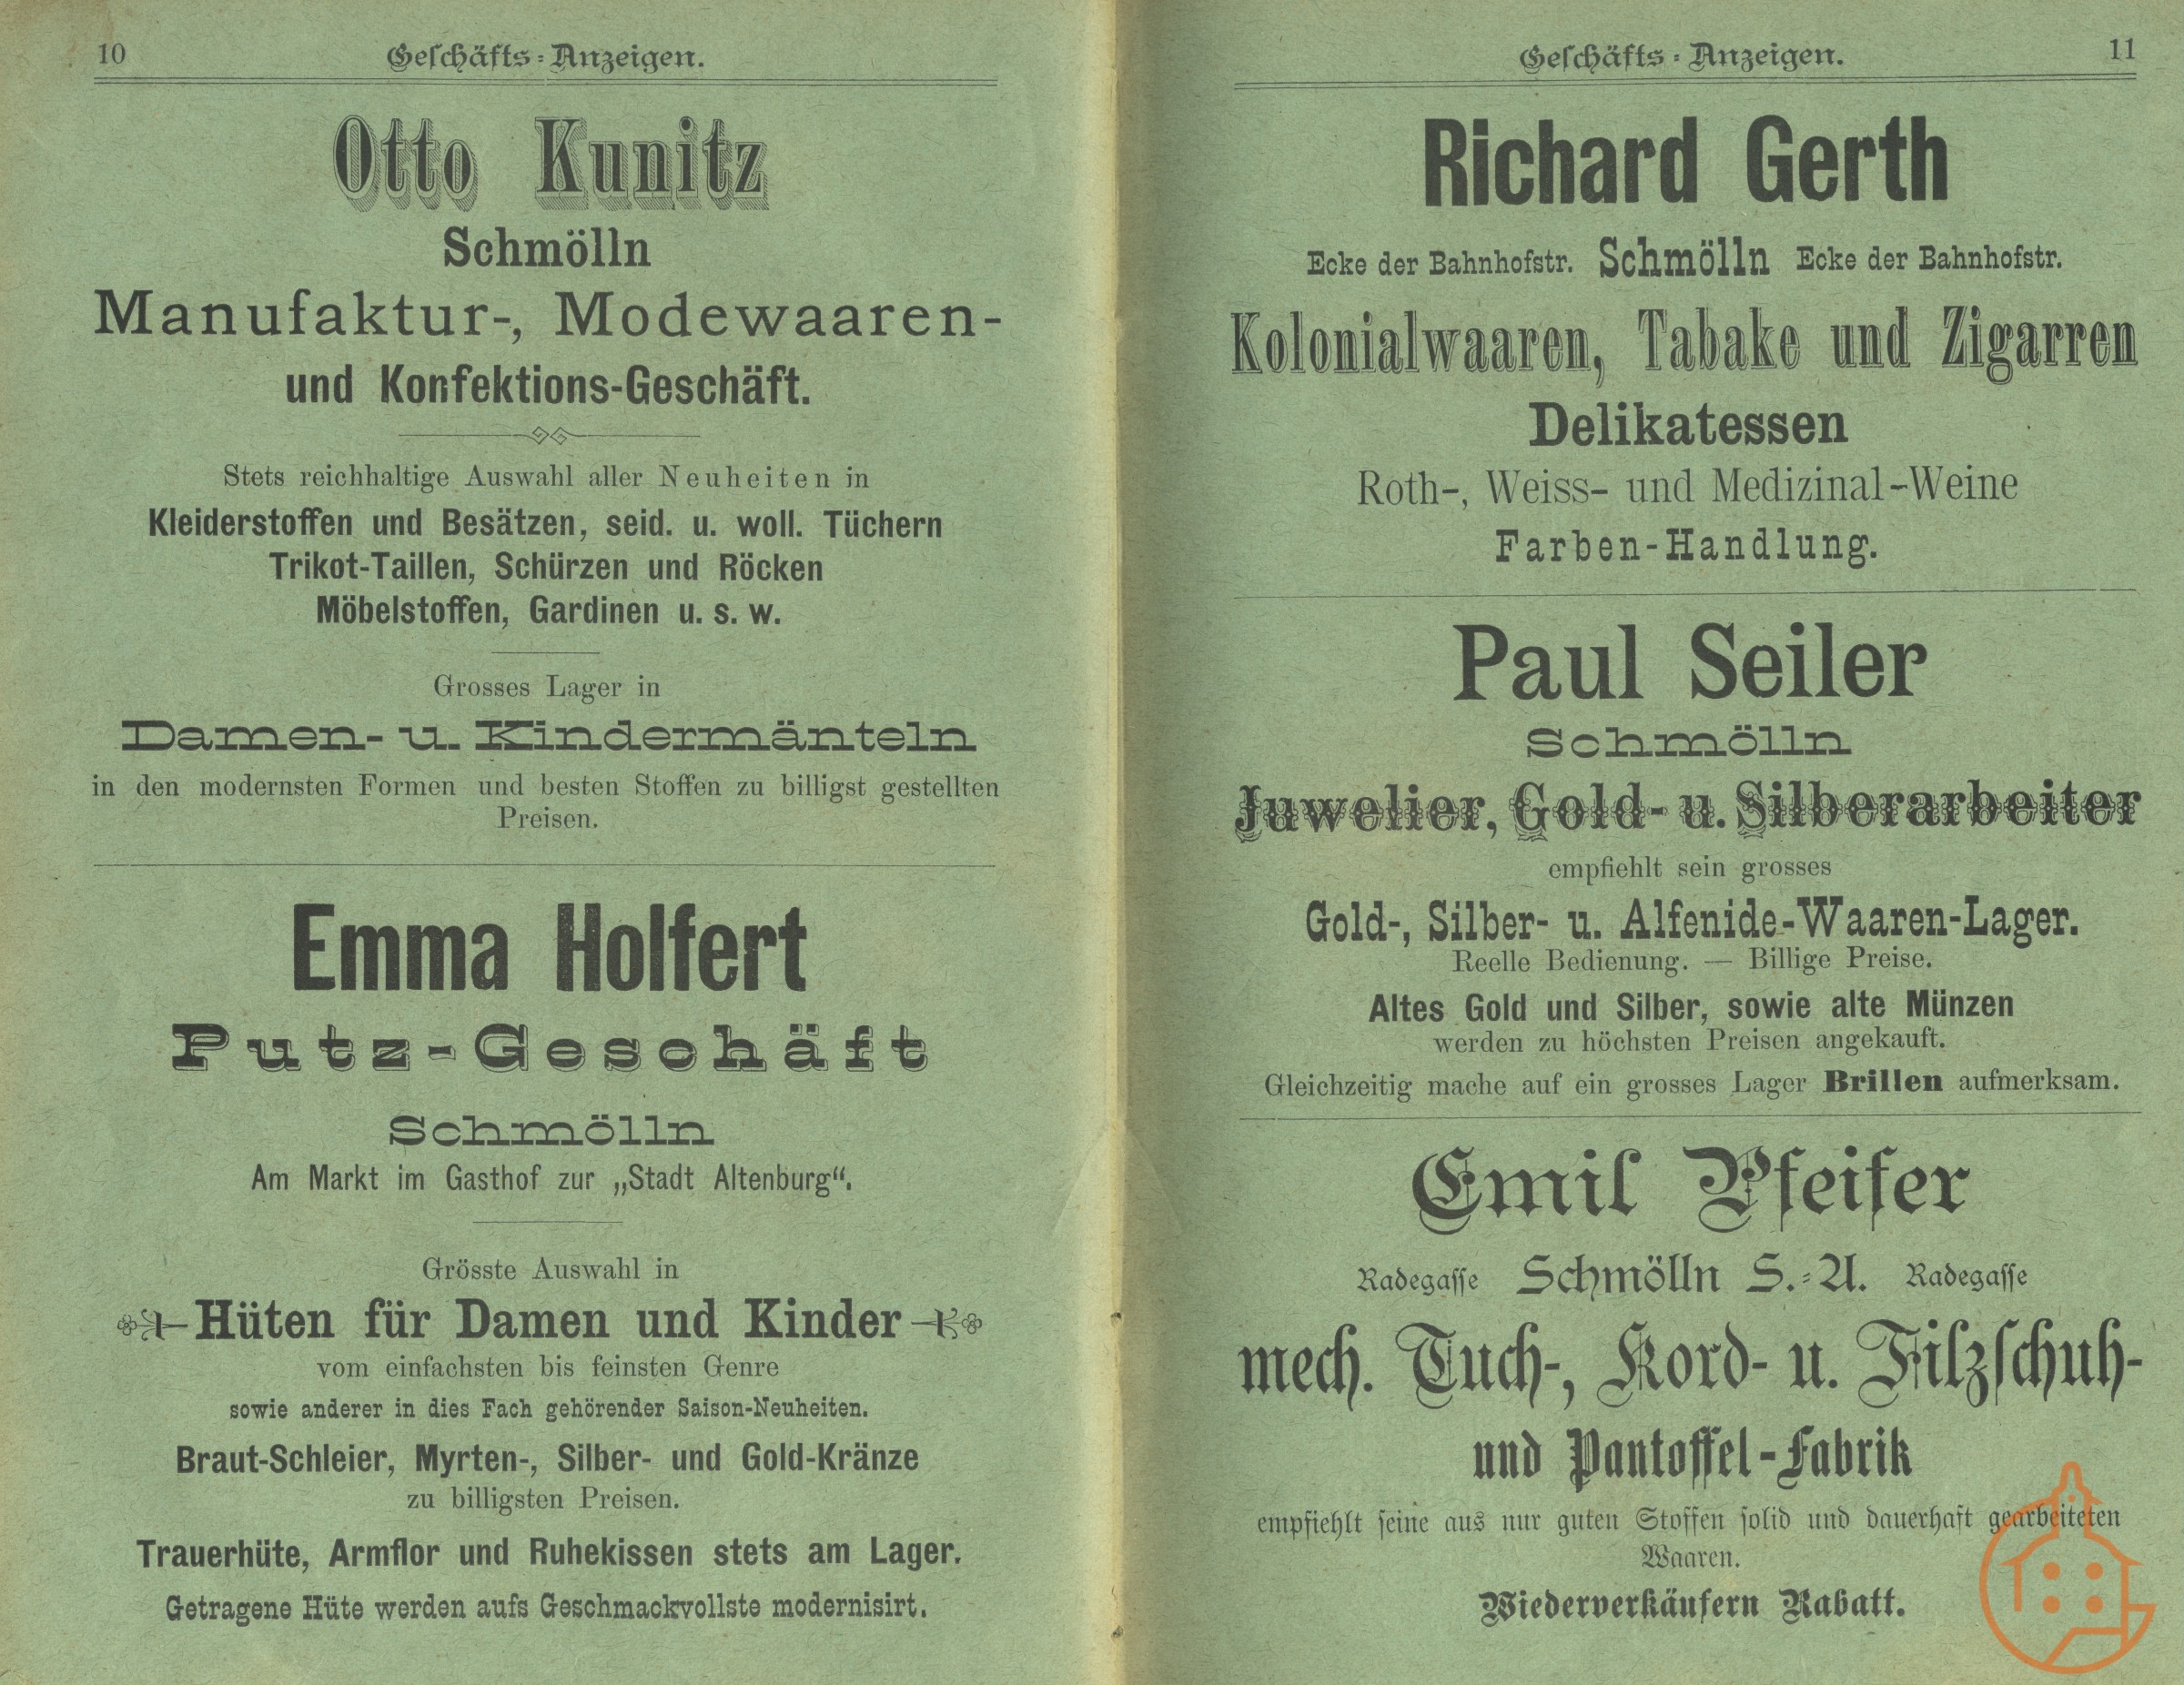 10
Geschäfts-Anzeigen.
Otto Kunitz
Schmölln
Manufaktur-, Modewaaren-
und Konfektions-Geschäft.
Stets reichhaltige Auswahl aller Neuheiten in
Kleiderstoffen und Besätzen, seid. u. woll. Tüchern
Trikot-Taillen, Schürzen und Röcken
Möbelstoffen, Gardinen u. s. w.
Grosses Lager in
Damen- u. Kindermänteln
in den modernsten Formen und besten Stoffen zu billigst gestellten
Preisen.
Emma Holfert
Putz-Geschäft
Schmölln
Am Markt im Gasthof zur „Stadt Altenburg“.
Grösste Auswahl in
Hüten für Damen und Kinder
vom einfachsten bis feinsten Genre
sowie anderer in dies Fach gehörender Saison-Neuheiten.
Braut-Schleier, Myrten-, Silber- und Gold-Kränze
zu billigsten Preisen.
Trauerhüte, Armflor und Ruhekissen stets am Lager.
Getragene Hüte werden aufs Geschmackvollste modernisirt.
Geschäfts-Anzeigen.
11
Richard Gerth
Ecke der Bahnhofstr. Schmölln Ecke der Bahnhofstr.
Kolonialwaaren, Tabake und Zigarren
Delikatessen
Roth-, Weiss- und Medizinal-Weine
Farben-Handlung.
Paul Seiler
Schmölln
Juwelier, Gold- u. Silberarbeiter
empfiehlt sein grosses
Gold-, Silber- u. Alfenide-Waaren-Lager.
Reelle Bedienung. — Billige Preise.
Altes Gold und Silber, sowie alte Münzen
werden zu höchsten Preisen angekauft.
Gleichzeitig mache auf ein grosses Lager Brillen aufmerksam.
Emil Pfeifer
Radegasse Schmölln S.-A. Radegasse
mech. Tuch-, Kord- u. Filzschuh-
und Pantoffel-Fabrik
empfiehlt seine aus nur guten Stoffen solid und dauerhaft gearbeiteten
Waaren.
Wiederverkäufern Rabatt.